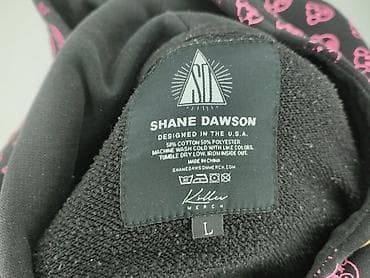 SD
SHANE DAWSON
DESIGNED IN THE U.S.A.
50% COTTON 50% POLYESTER
MACHINE WASH COLD WITH LIKE COLORS.
TUMBLE DRY LOW. IRON INSIDE OUT.
MADE IN CHINA
SHANEDAWSONMERCH.COM
Killer
MERCH
L